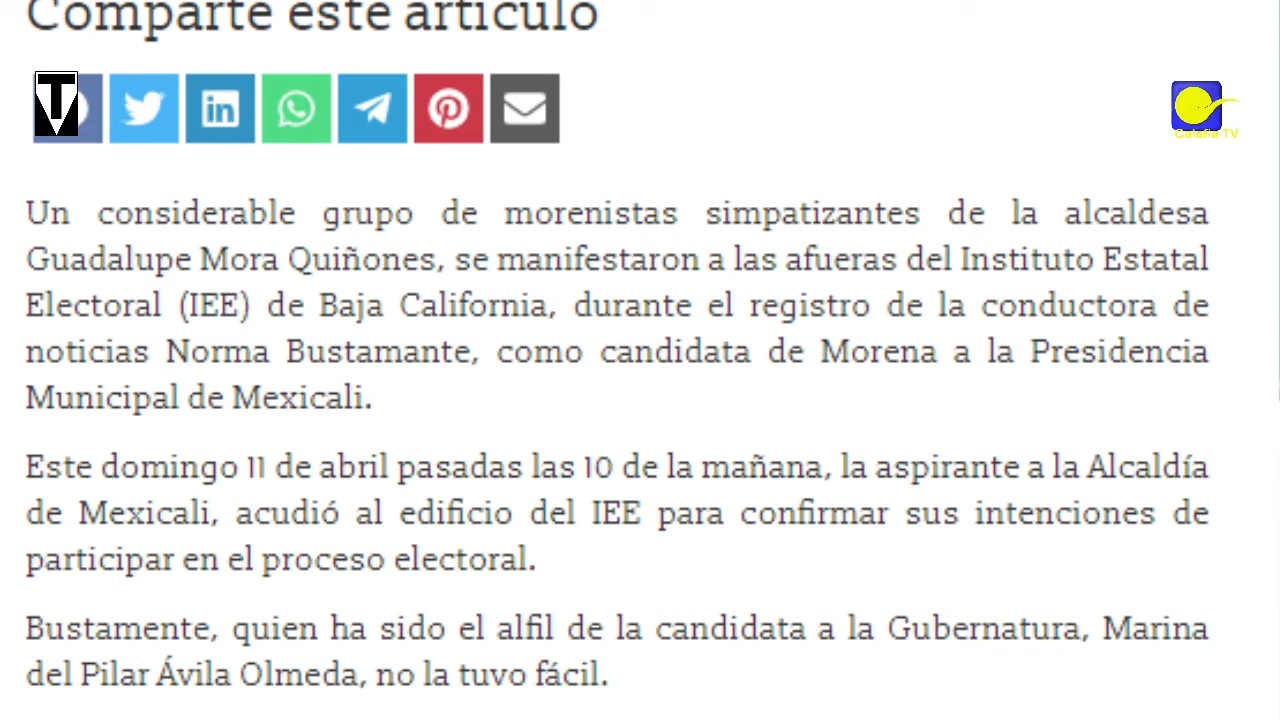 Comparte este artículo
T
in
Calafia TV
Un considerable grupo de morenistas simpatizantes de la alcaldesa
Guadalupe Mora Quiñones, se manifestaron a las afueras del Instituto Estatal
Electoral (IEE) de Baja California, durante el registro de la conductora de
noticias Norma Bustamante, como candidata de Morena a la Presidencia
Municipal de Mexicali.
Este domingo 11 de abril pasadas las 10 de la mañana, la aspirante a la Alcaldía
de Mexicali, acudió al edificio del IEE para confirmar sus intenciones de
participar en el proceso electoral.
Bustamente, quien ha sido el alfil de la candidata a la Gubernatura, Marina
del Pilar Ávila Olmeda, no la tuvo fácil.